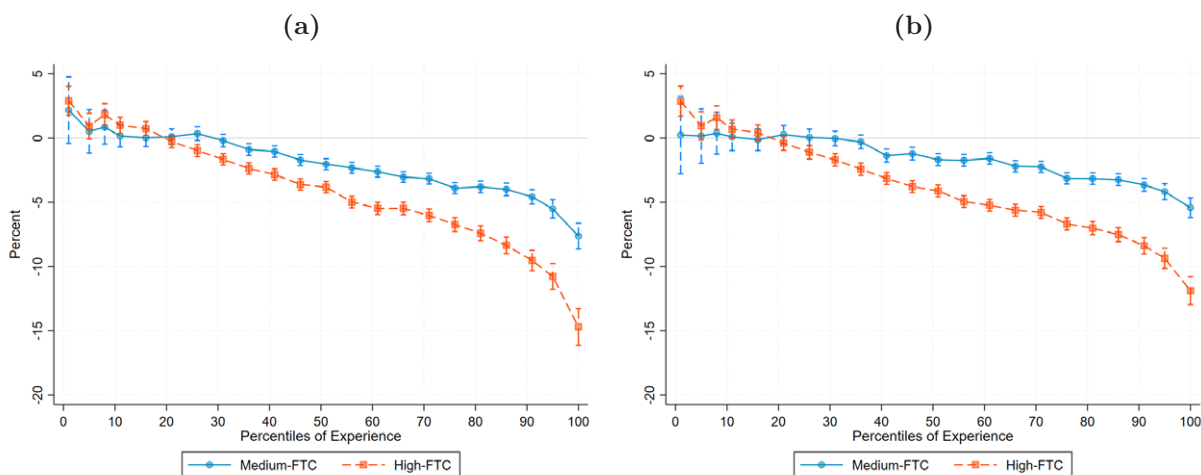 (a)
(b)
Percent
5
0
-5
-10
-15
-20
0 10 20 30 40 50 60 70 80 90 100
Percentiles of Experience
Medium-FTC High-FTC
Percent
5
0
-5
-10
-15
-20
0 10 20 30 40 50 60 70 80 90 100
Percentiles of Experience
Medium-FTC High-FTC